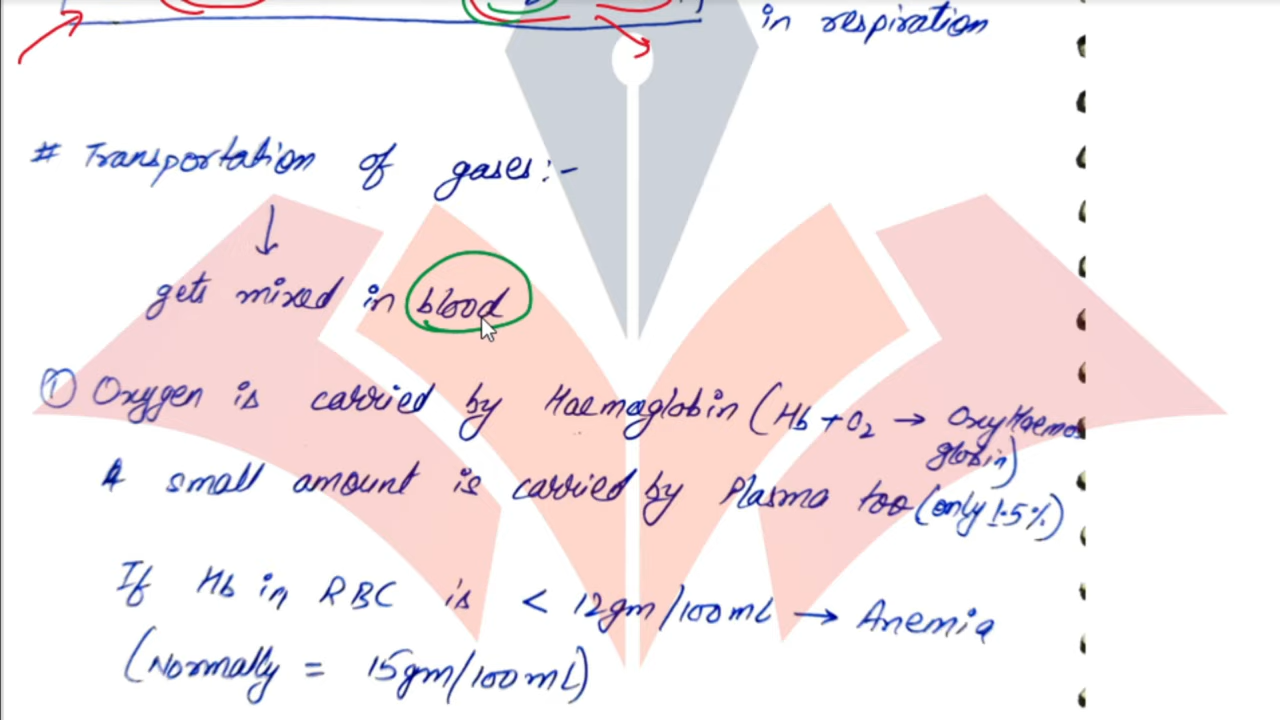 in respiration
# Transportation of gases:-
↓
gets mixed in blood
① Oxygen is carried by Haemoglobin (Hb + O₂ → OxyHaemo
globin)
& small amount is carried by Plasma too (only 1.5%)
If Hb in RBC is < 12gm/100mL → Anemia
(Normally = 15gm/100mL)